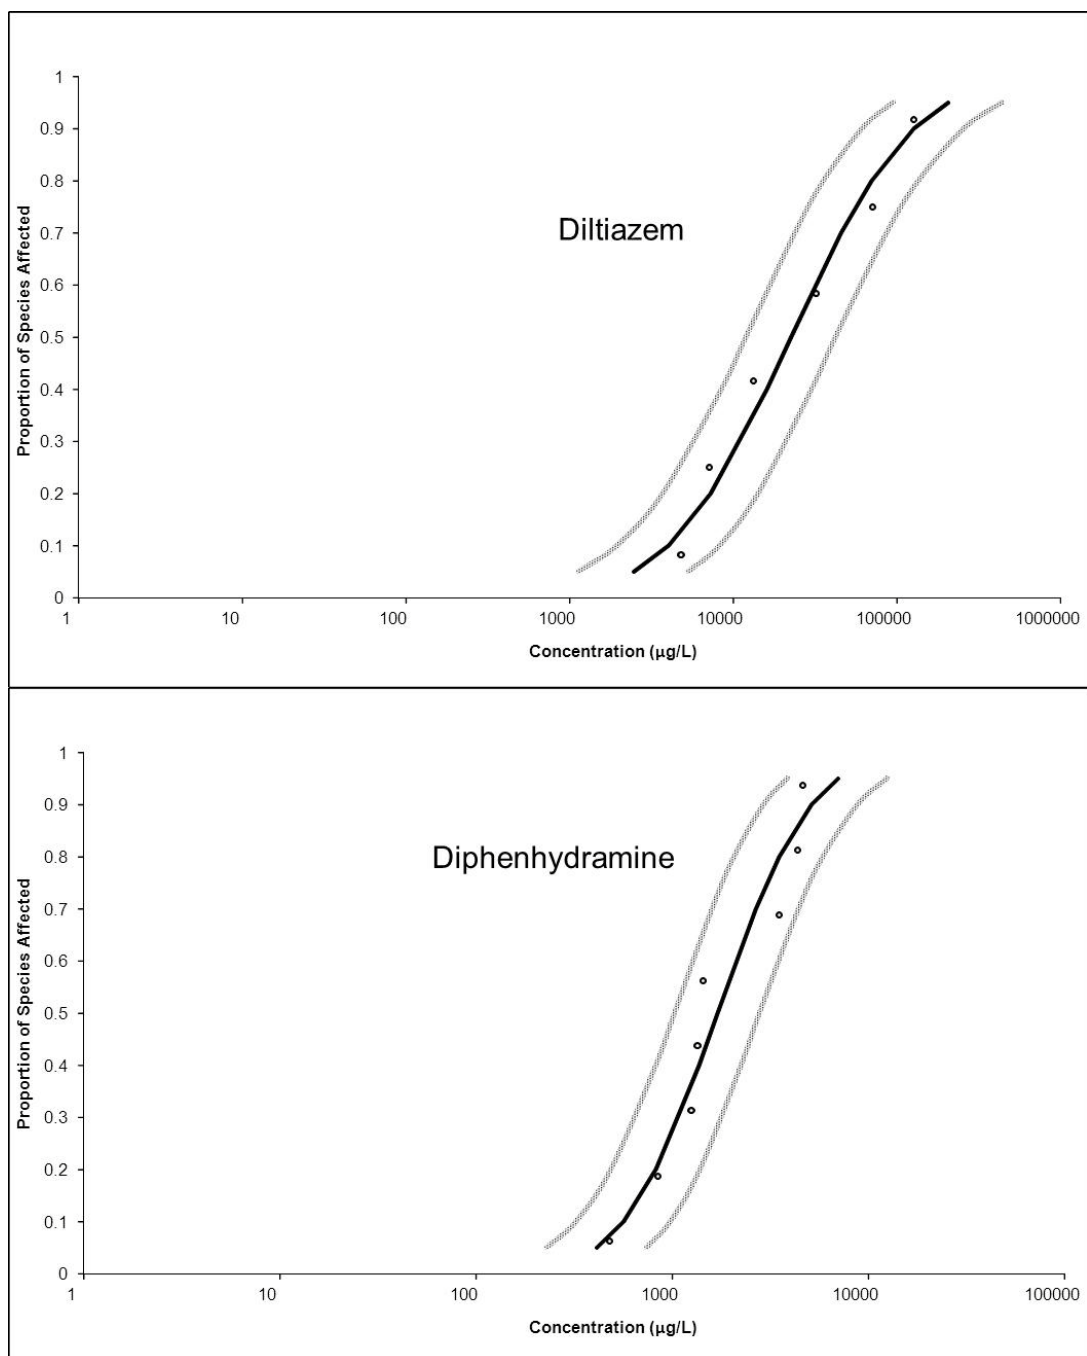 1
0.9
0.8
Diltiazem
0.7
0.6
0.5
0.4
0.3
0.2
0.1
0
Proportion of Species Affected
1 10 100 1000 10000 100000 1000000
Concentration (µg/L)
1
0.9
0.8
Diphenhydramine
0.7
0.6
0.5
0.4
0.3
0.2
0.1
0
Proportion of Species Affected
1 10 100 1000 10000 100000
Concentration (µg/L)